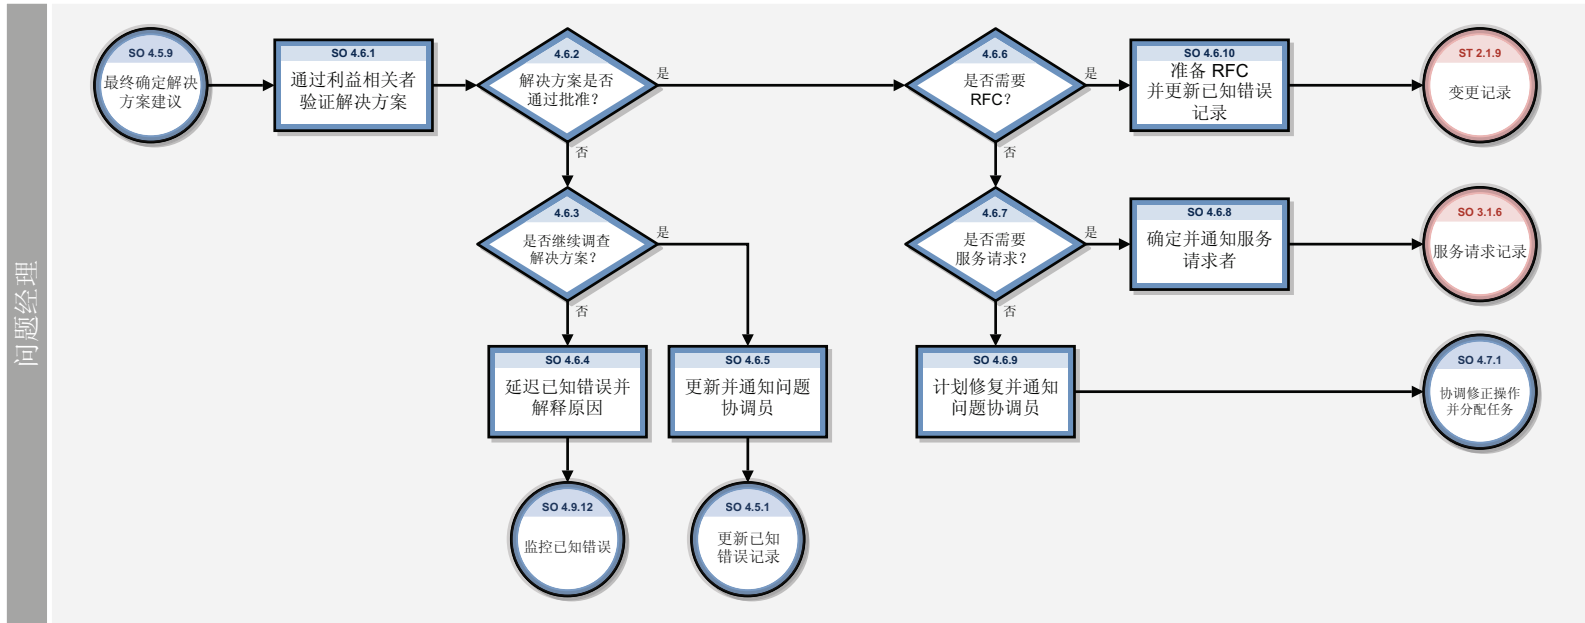 问题经理
SO 4.5.9
最终确定解决
方案建议
SO 4.6.1
通过利益相关者
验证解决方案
4.6.2
解决方案是否
通过批准？
是
否
4.6.6
是否需要
RFC？
是
否
SO 4.6.10
准备 RFC
并更新已知错误
记录
ST 2.1.9
变更记录
4.6.3
是否继续调查
解决方案？
是
否
4.6.7
是否需要
服务请求？
是
否
SO 4.6.8
确定并通知服务
请求者
SO 3.1.6
服务请求记录
SO 4.6.4
延迟已知错误并
解释原因
SO 4.6.5
更新并通知问题
协调员
SO 4.6.9
计划修复并通知
问题协调员
SO 4.7.1
协调修正操作
并分配任务
SO 4.9.12
监控已知错误
SO 4.5.1
更新已知
错误记录